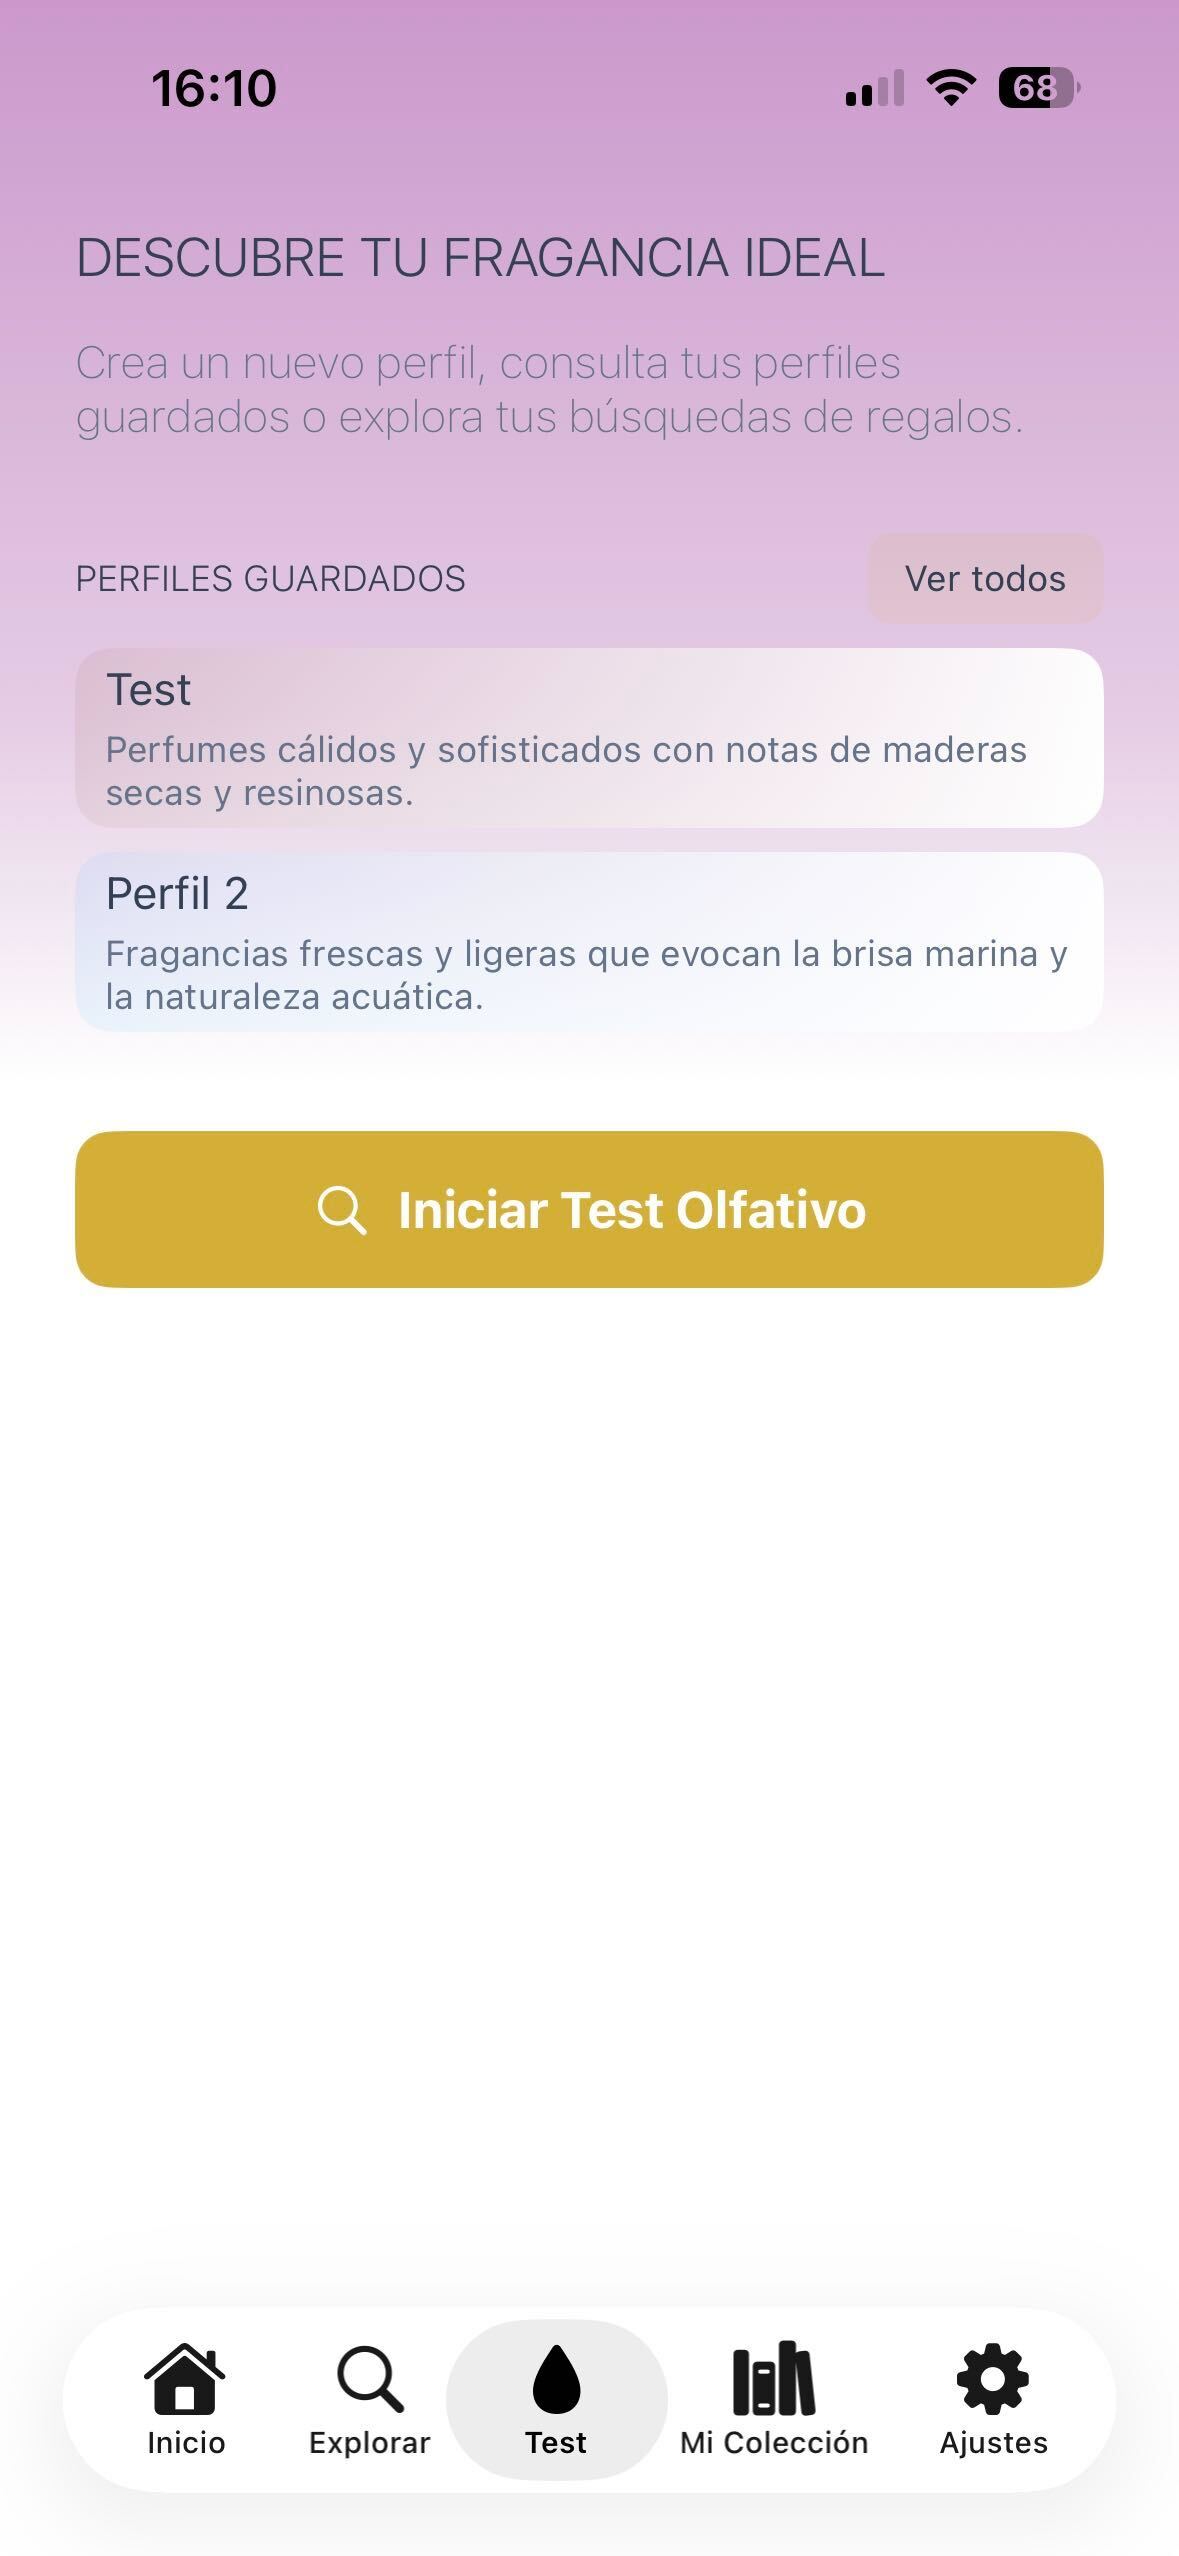 16:10
68
DESCUBRE TU FRAGANCIA IDEAL
Crea un nuevo perfil, consulta tus perfiles
guardados o explora tus búsquedas de regalos.
PERFILES GUARDADOS
Ver todos
Test
Perfumes cálidos y sofisticados con notas de maderas
secas y resinosas.
Perfil 2
Fragancias frescas y ligeras que evocan la brisa marina y
la naturaleza acuática.
Iniciar Test Olfativo
Inicio
Explorar
Test
Mi Colección
Ajustes